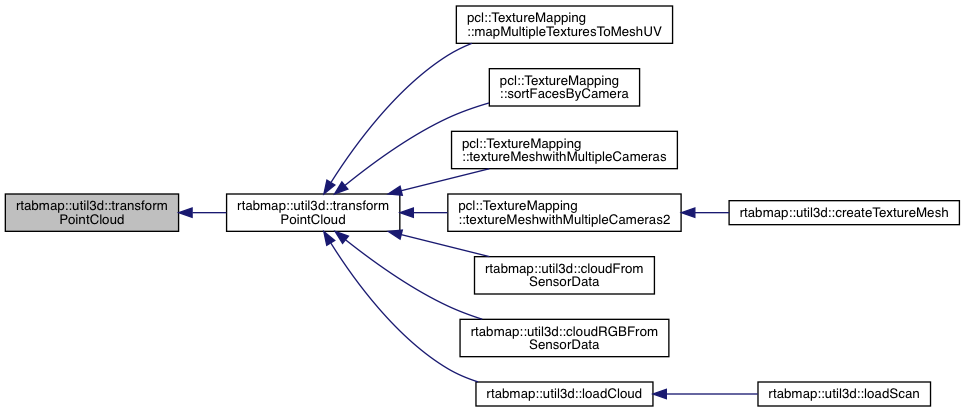 pcl::TextureMapping
::mapMultipleTexturesToMeshUV
pcl::TextureMapping
::sortFacesByCamera
pcl::TextureMapping
::textureMeshwithMultipleCameras
rtabmap::util3d::transform
PointCloud
rtabmap::util3d::transform
PointCloud
pcl::TextureMapping
::textureMeshwithMultipleCameras2
rtabmap::util3d::createTextureMesh
rtabmap::util3d::cloudFrom
SensorData
rtabmap::util3d::cloudRGBFrom
SensorData
rtabmap::util3d::loadCloud
rtabmap::util3d::loadScan